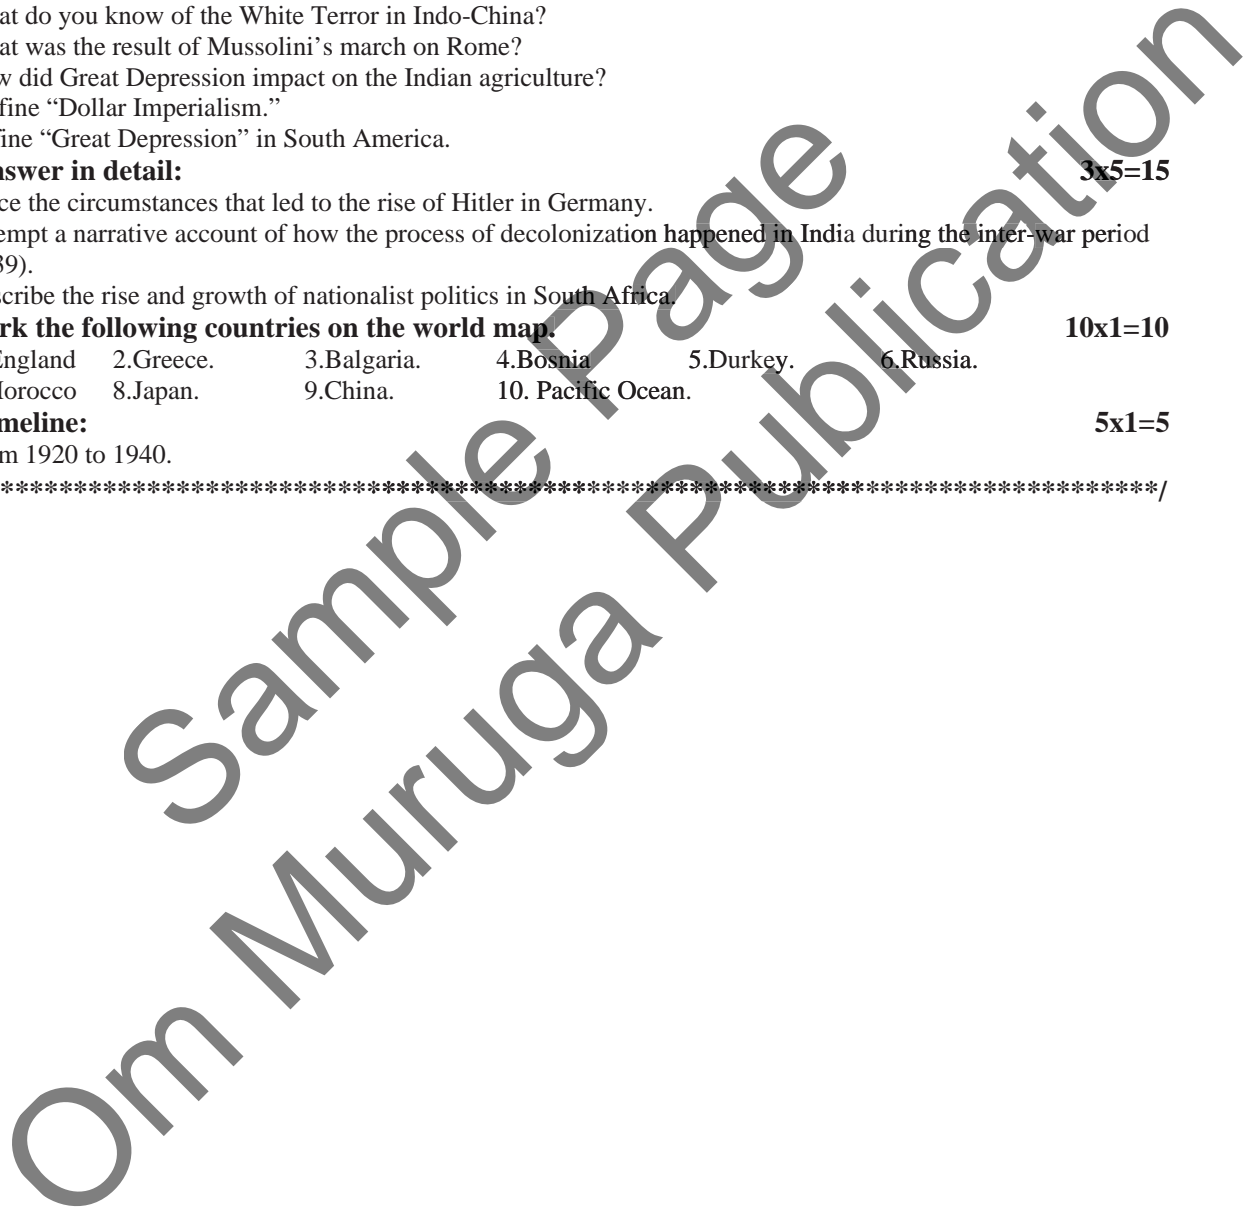 at do you know of the White Terror in Indo-China?
at was the result of Mussolini's march on Rome?
w did Great Depression impact on the Indian agriculture?
fine “Dollar Imperialism.”
fine “Great Depression” in South America.
swer in detail: 3x5=15
ce the circumstances that led to the rise of Hitler in Germany.
empt a narrative account of how the process of decolonization happened in India during the inter-war period
39).
scribe the rise and growth of nationalist politics in South Africa.
rk the following countries on the world map. 10x1=10
England 2.Greece. 3.Balgaria. 4.Bosnia 5.Durkey. 6.Russia.
orocco 8.Japan. 9.China. 10. Pacific Ocean.
meline: 5x1=5
m 1920 to 1940.
*******************************************************************************/
Sample Page
Om Muruga Publication